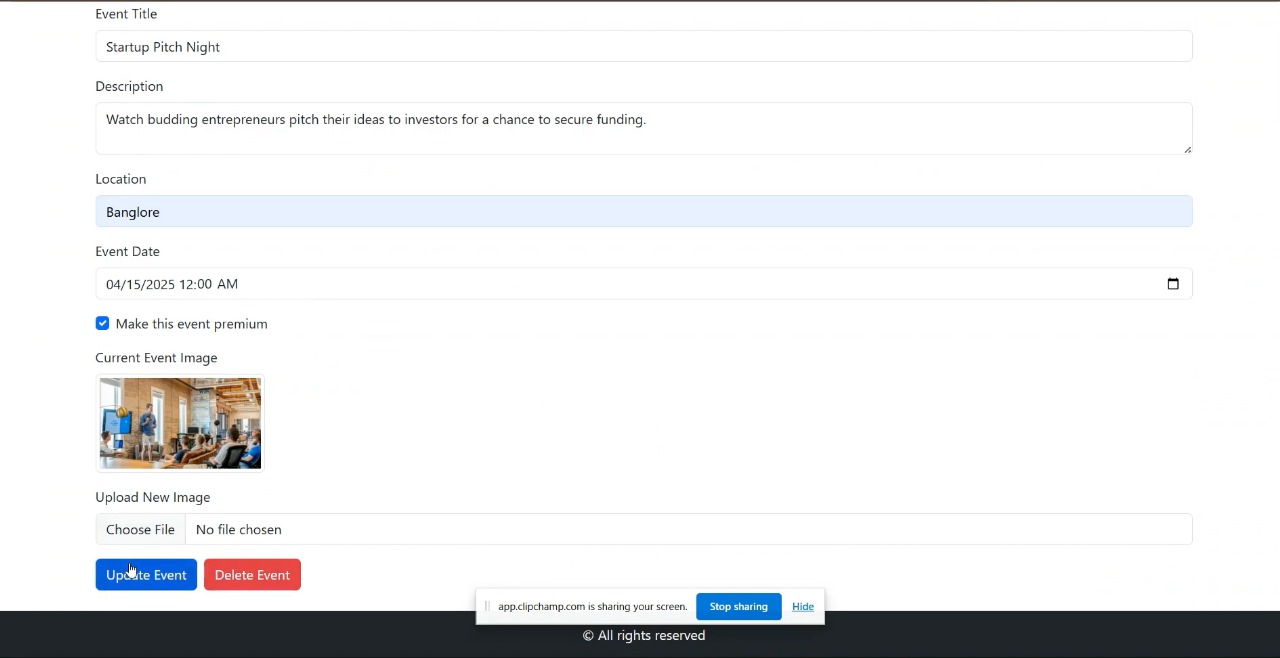 Event Title
Startup Pitch Night
Description
Watch budding entrepreneurs pitch their ideas to investors for a chance to secure funding.
Location
Banglore
Event Date
04/15/2025 12:00 AM
Make this event premium
Current Event Image
Upload New Image
Choose File No file chosen
Update Event Delete Event
app.clipchamp.com is sharing your screen. Stop sharing Hide
© All rights reserved